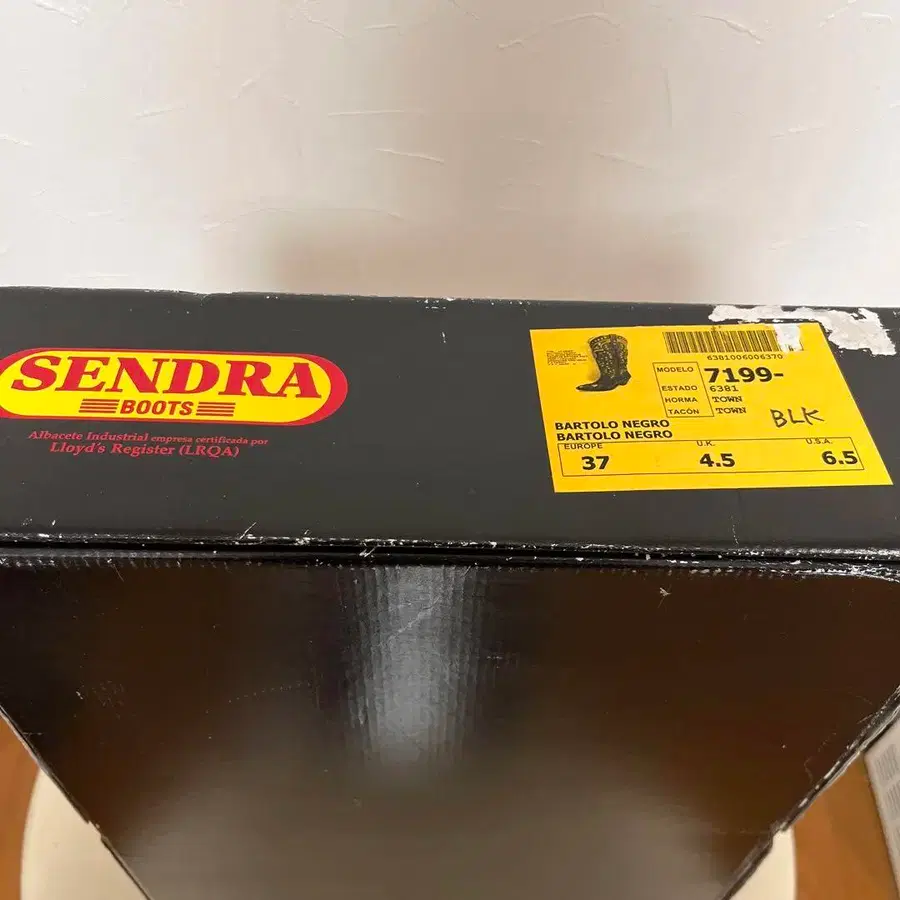 SENDRA
BOOTS
Albacete Industrial empresa certificada por
Lloyd's Register (LRQA)
6381006006370
MODELO 7199-
ESTADO 6381
HORMA TOWN
TACÓN TOWN
BLK
BARTOLO NEGRO
BARTOLO NEGRO
EUROPE U.K. U.S.A.
37 4.5 6.5